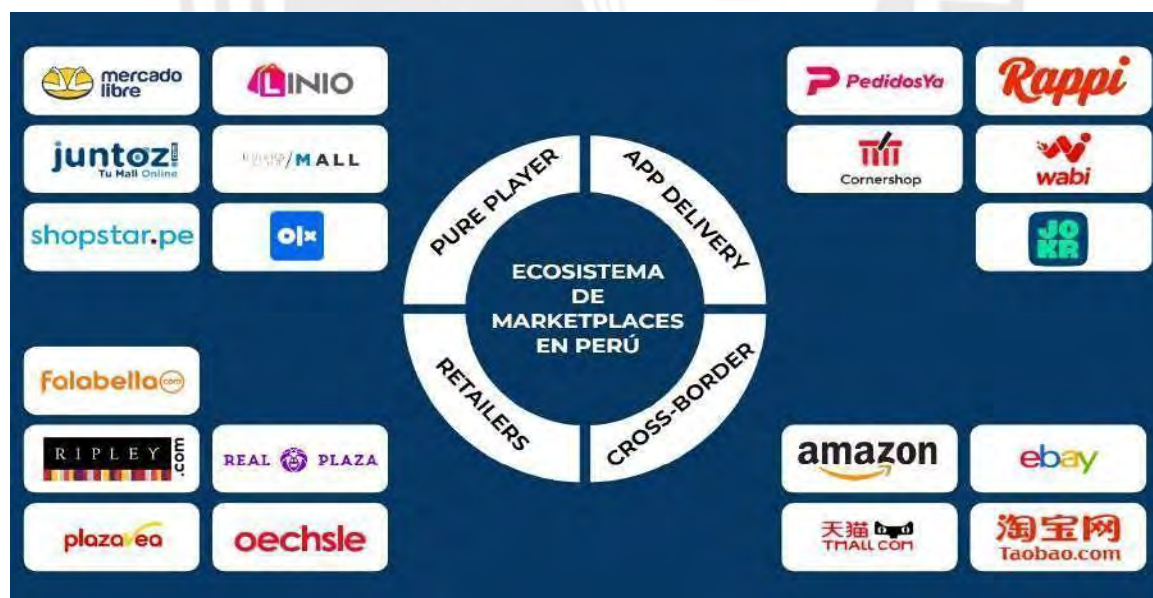 mercado
libre
LINIO
juntoz.com
Tu Mall Online
/MALL
shopstar.pe
olx
PedidosYa
Rappi
Cornershop
wabi
JO
KR
PURE PLAYER
APP DELIVERY
ECOSISTEMA
DE
MARKETPLACES
EN PERÚ
RETAILERS
CROSS-BORDER
falabella.com
RIPLEY.com
REAL PLAZA
plazavea
oechsle
amazon
ebay
天猫
TMALL.COM
淘宝网
Taobao.com